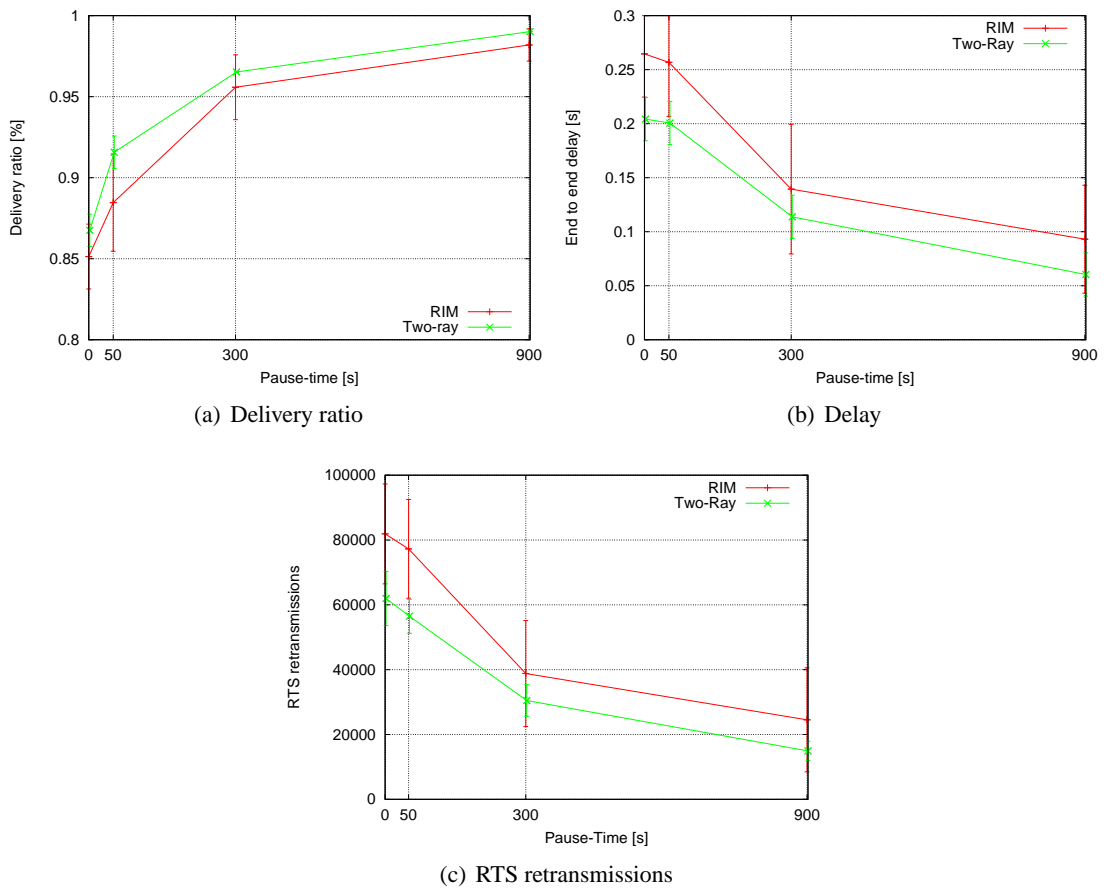 1
0.95
0.9
0.85
0.8
Delivery ratio [%]
RIM
Two-ray
0 50 300 900
Pause-time [s]
(a) Delivery ratio
0.3
0.25
0.2
0.15
0.1
0.05
0
End to end delay [s]
RIM
Two-Ray
0 50 300 900
Pause-time [s]
(b) Delay
100000
80000
60000
40000
20000
0
RTS retransmissions
RIM
Two-Ray
0 50 300 900
Pause-Time [s]
(c) RTS retransmissions